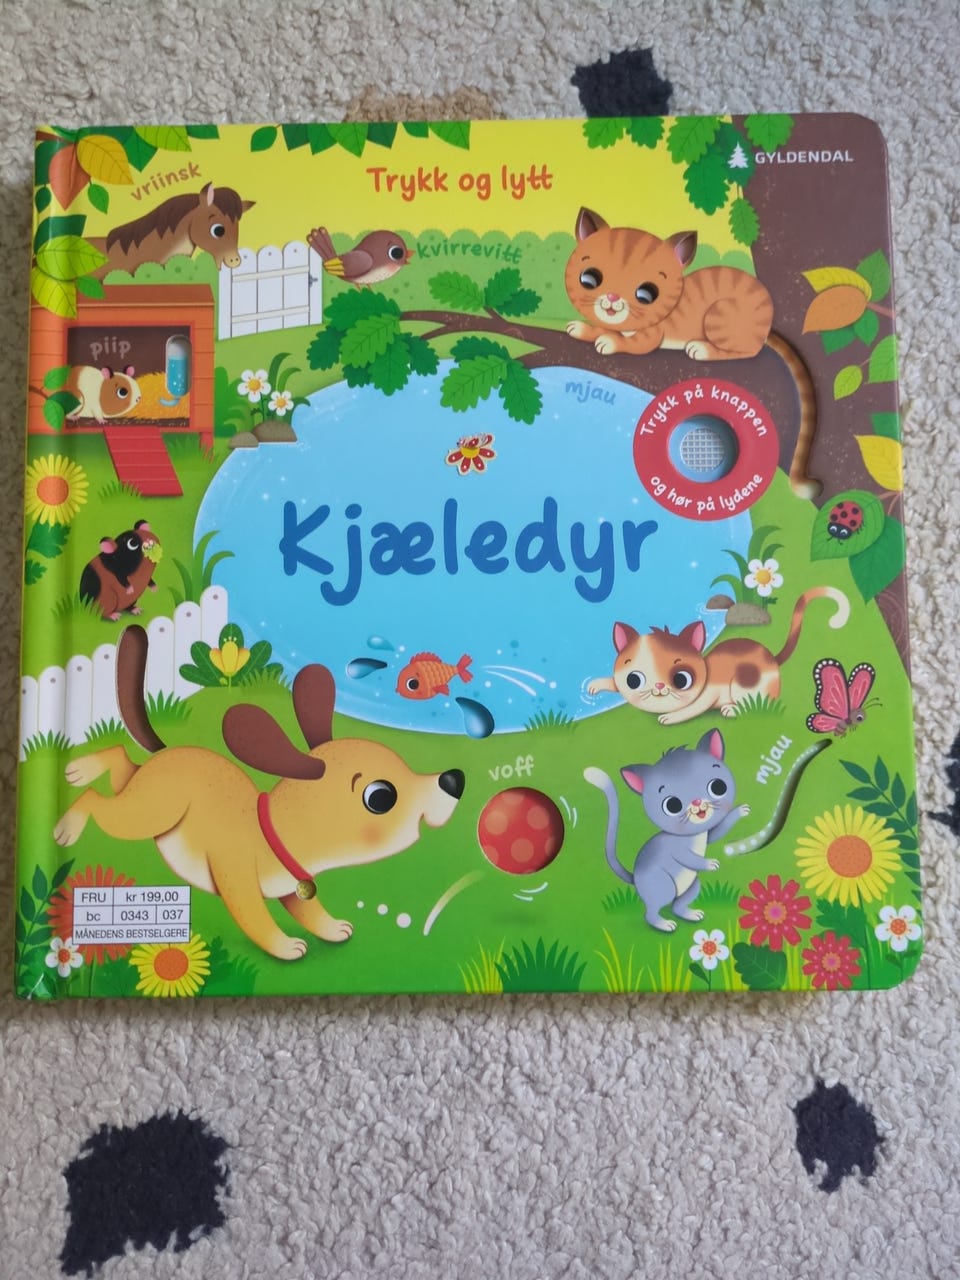 GYLDENDAL
vriinsk
Trykk og lytt
kvirrevitt
piip
mjau
Trykk på knappen
og hør på lydene
Kjæledyr
voff
mjau
FRU kr 199,00
bc 0343 037
MÅNEDENS BESTSELGERE